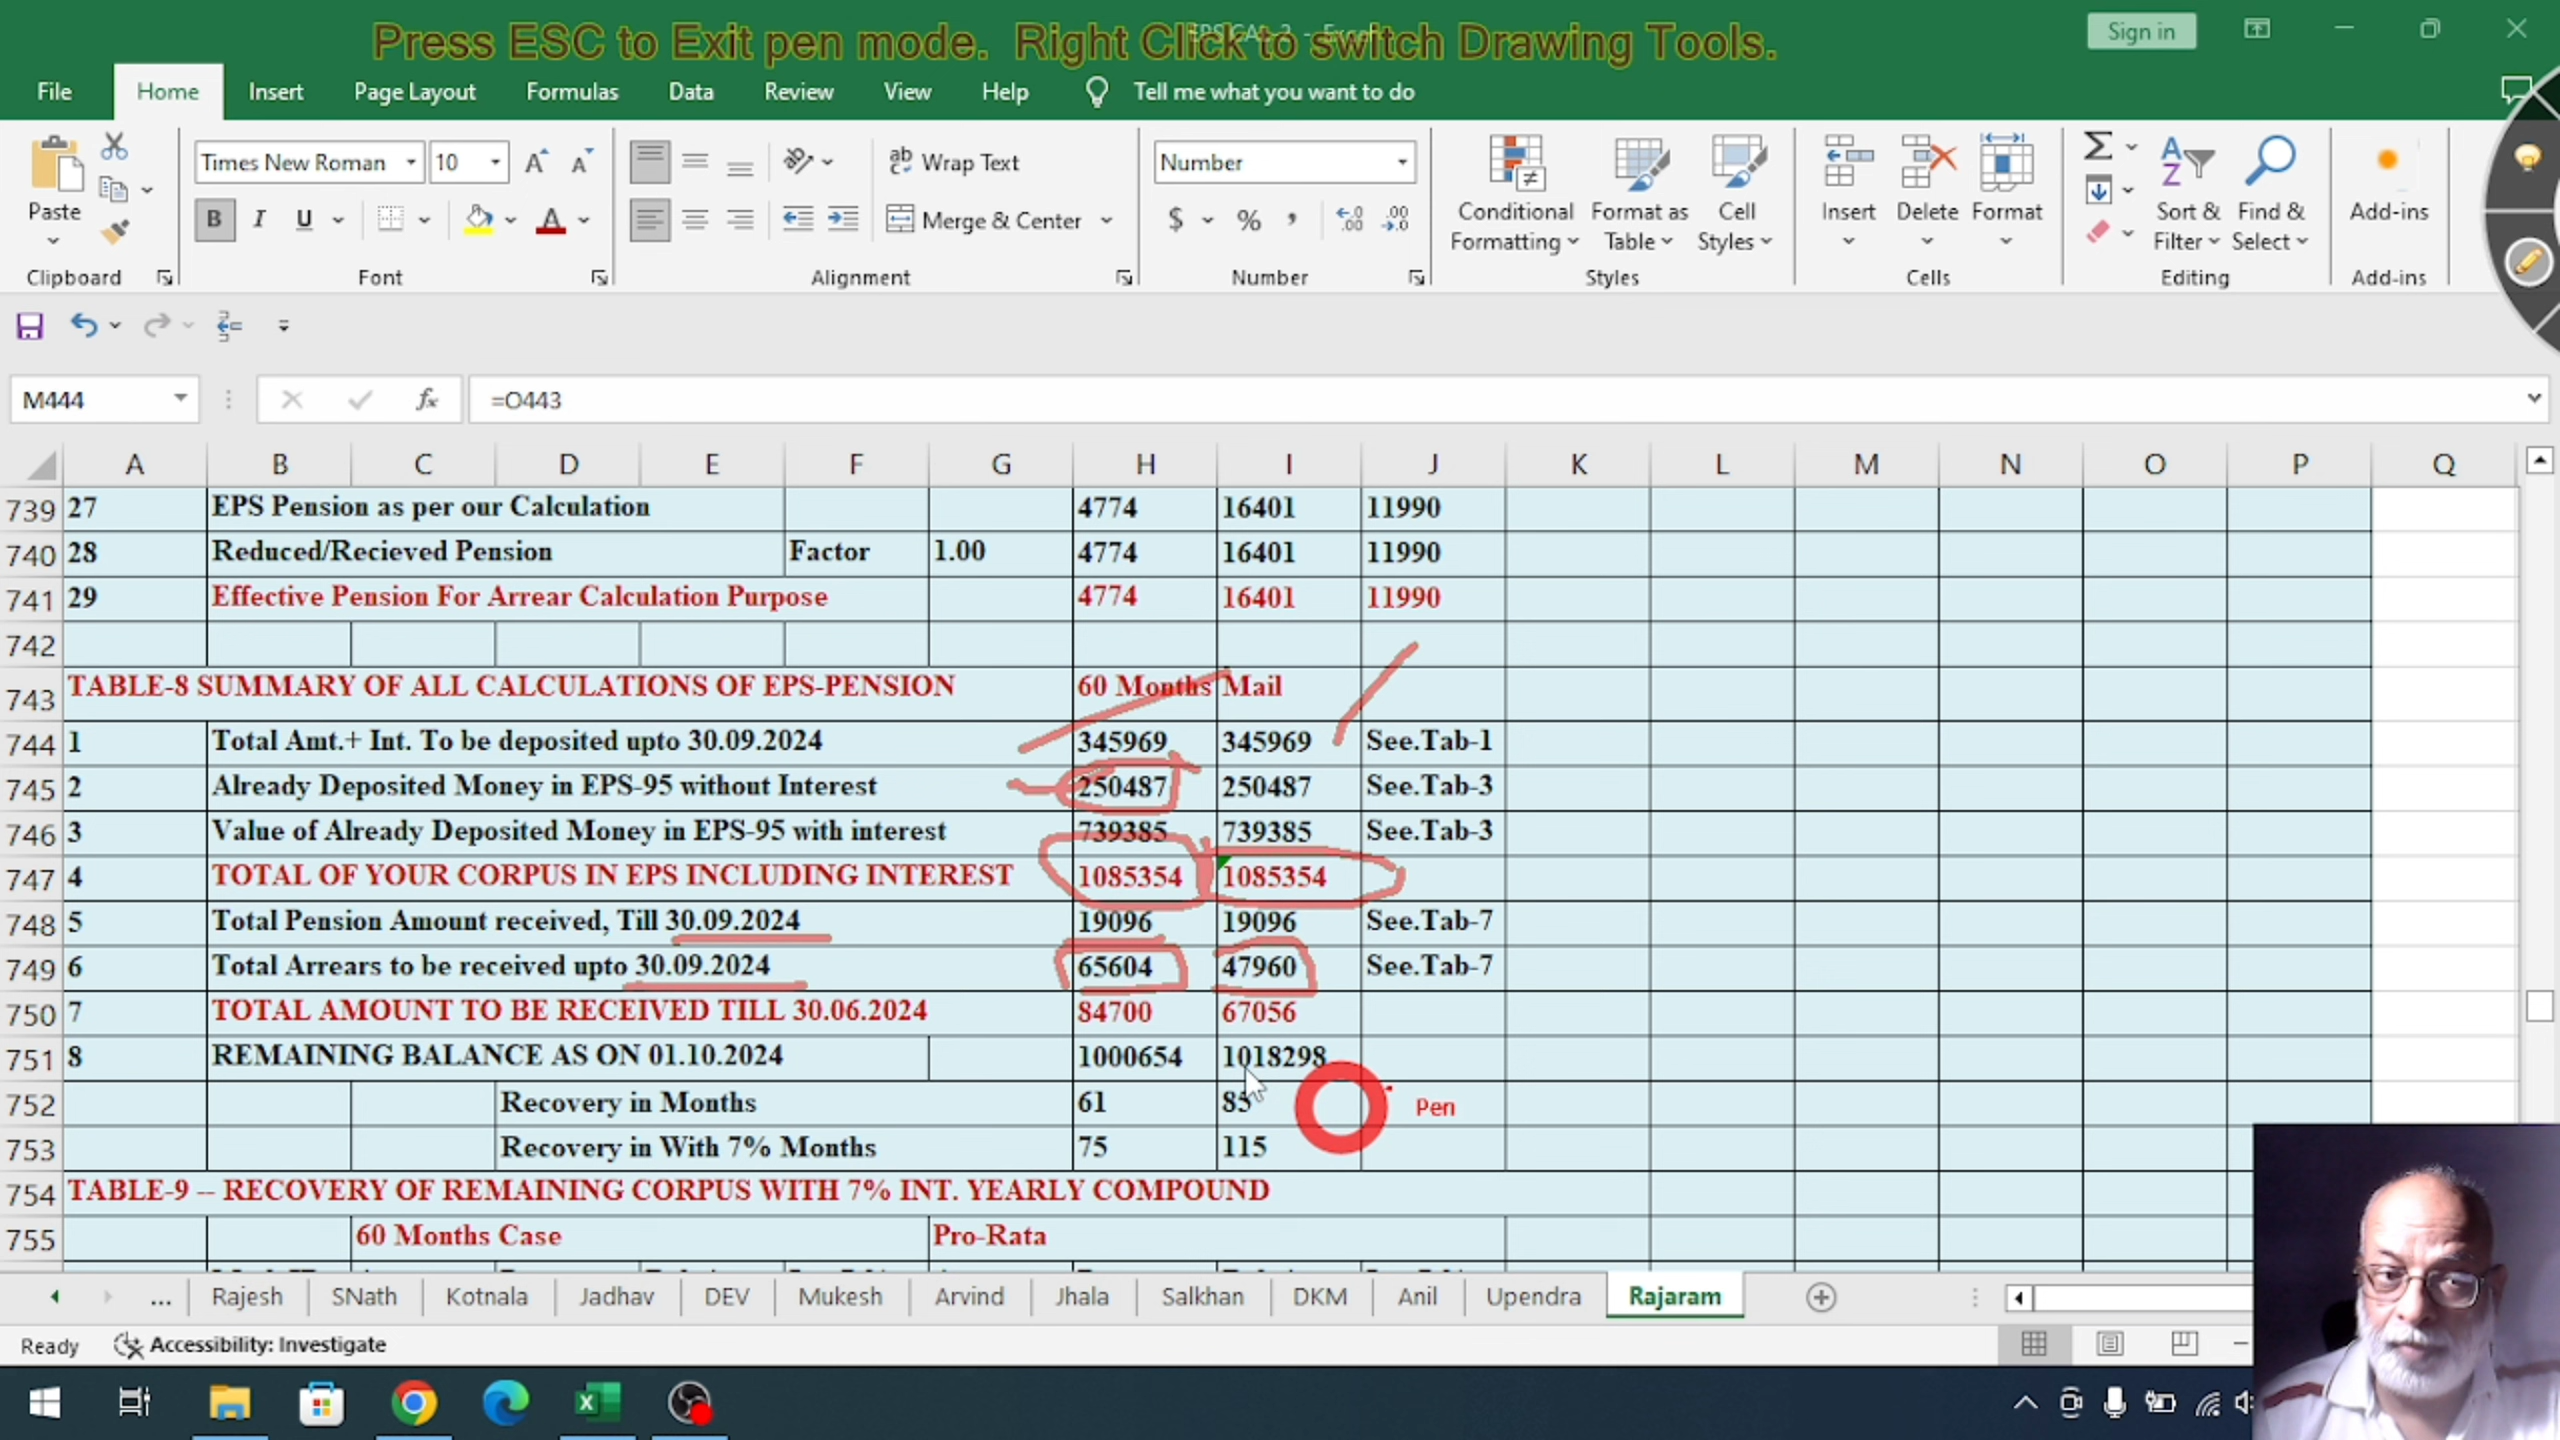 Press ESC to Exit pen mode.  Right Click to switch Drawing Tools.
Sign in
File Home Insert Page Layout Formulas Data Review View Help Tell me what you want to do
Times New Roman 10 Wrap Text Number
Paste Conditional Formatting Format as Table Cell Styles Insert Delete Format Sort & Filter Find & Select Add-ins
B I U A Merge & Center $ % ,
Clipboard Font Alignment Number Styles Cells Editing Add-ins
M444 fx =O443
A B C D E F G H I J K L M N O P Q
739 27 EPS Pension as per our Calculation 4774 16401 11990
740 28 Reduced/Recieved Pension Factor 1.00 4774 16401 11990
741 29 Effective Pension For Arrear Calculation Purpose 4774 16401 11990
742
743 TABLE-8 SUMMARY OF ALL CALCULATIONS OF EPS-PENSION 60 Months Mail
744 1 Total Amt.+ Int. To be deposited upto 30.09.2024 345969 345969 See.Tab-1
745 2 Already Deposited Money in EPS-95 without Interest 250487 250487 See.Tab-3
746 3 Value of Already Deposited Money in EPS-95 with interest 739385 739385 See.Tab-3
747 4 TOTAL OF YOUR CORPUS IN EPS INCLUDING INTEREST 1085354 1085354
748 5 Total Pension Amount received, Till 30.09.2024 19096 19096 See.Tab-7
749 6 Total Arrears to be received upto 30.09.2024 65604 47960 See.Tab-7
750 7 TOTAL AMOUNT TO BE RECEIVED TILL 30.06.2024 84700 67056
751 8 REMAINING BALANCE AS ON 01.10.2024 1000654 1018298
752 Recovery in Months 61 85
Pen
753 Recovery in With 7% Months 75 115
754 TABLE-9 -- RECOVERY OF REMAINING CORPUS WITH 7% INT. YEARLY COMPOUND
755 60 Months Case Pro-Rata
... Rajesh SNath Kotnala Jadhav DEV Mukesh Arvind Jhala Salkhan DKM Anil Upendra Rajaram
Ready Accessibility: Investigate